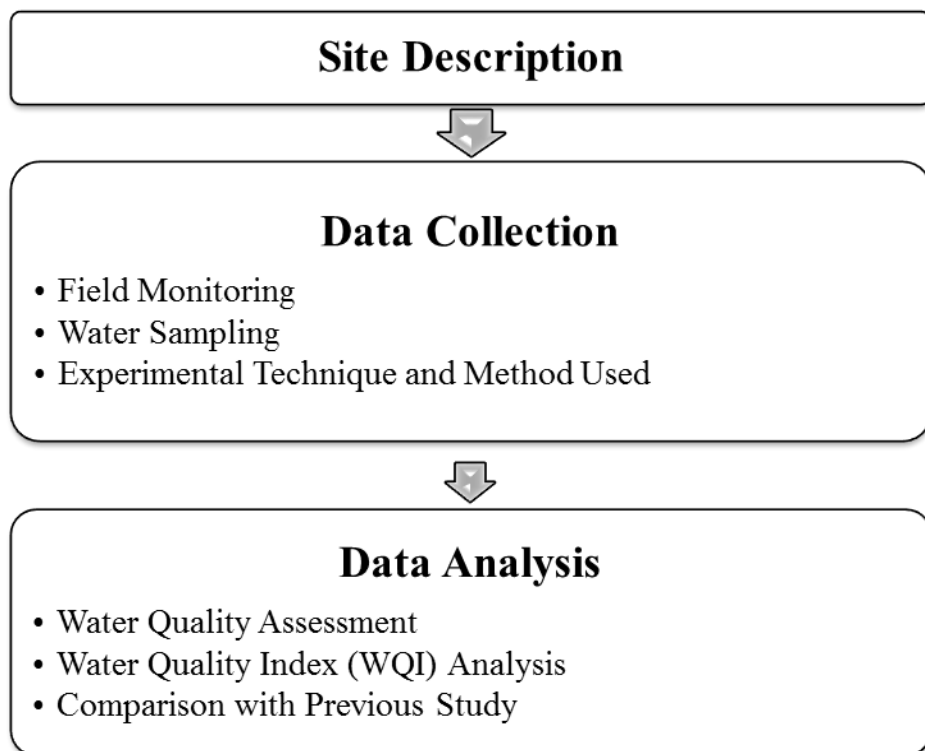 Site Description
Data Collection
• Field Monitoring
• Water Sampling
• Experimental Technique and Method Used
Data Analysis
• Water Quality Assessment
• Water Quality Index (WQI) Analysis
• Comparison with Previous Study